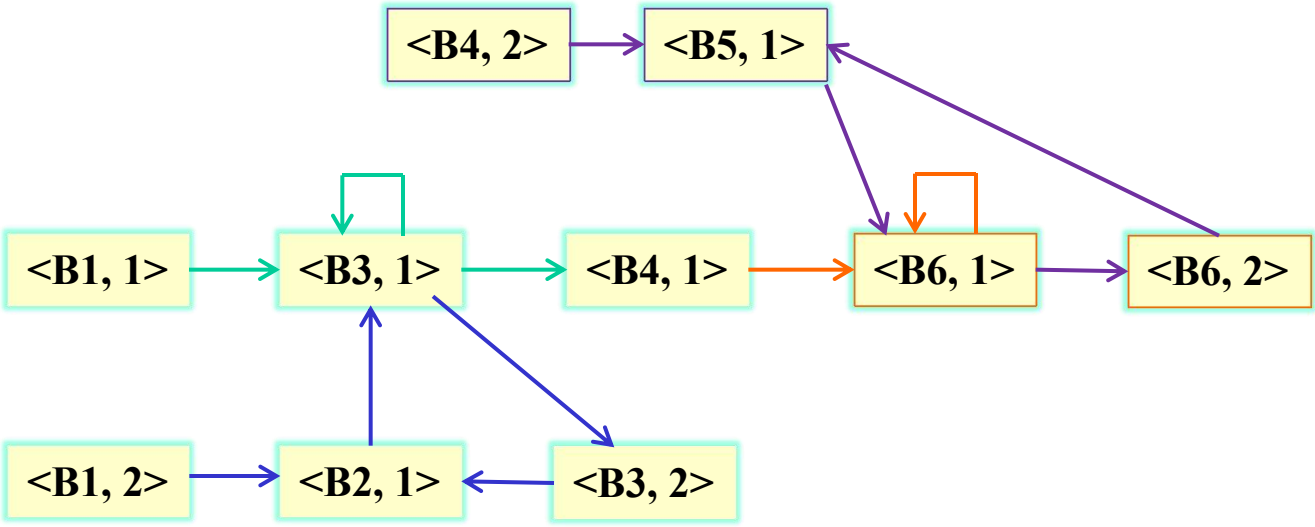 <B4, 2> <B5, 1>
<B1, 1> <B3, 1> <B4, 1> <B6, 1> <B6, 2>
<B1, 2> <B2, 1> <B3, 2>